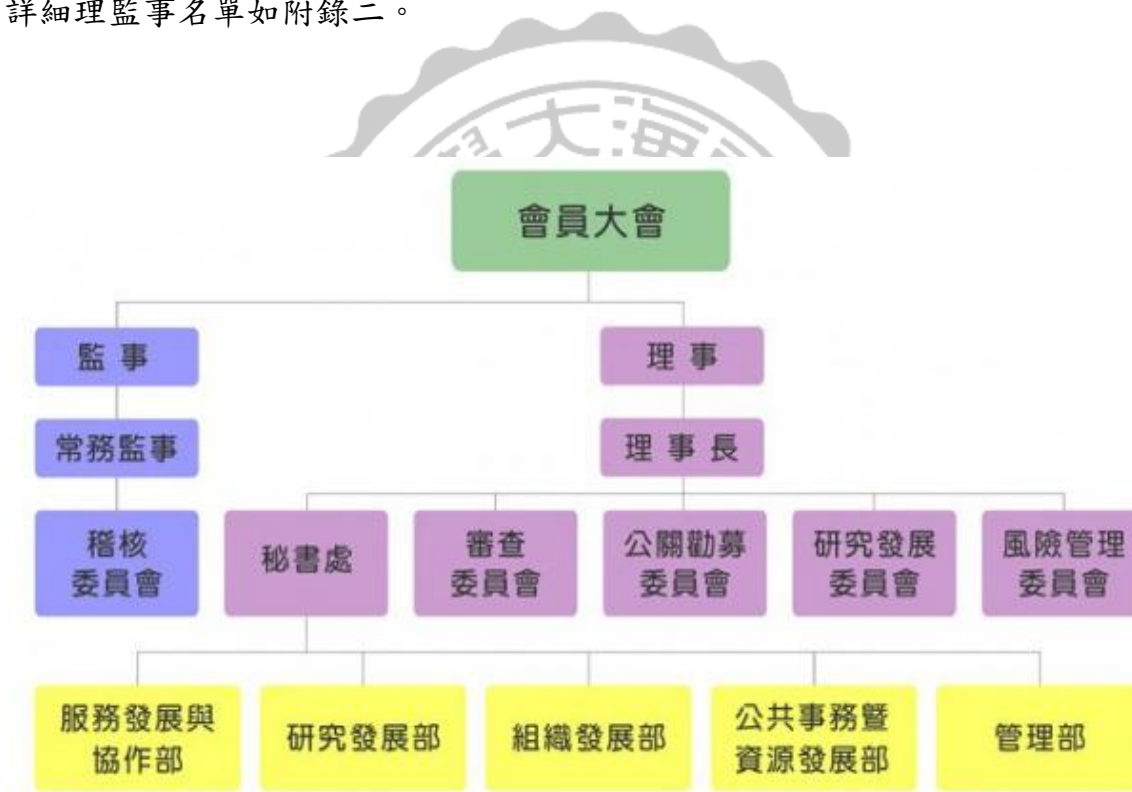 詳細理監事名單如附錄二。
會員大會
監事
理事
常務監事
理事長
稽核
委員會
秘書處
審查
委員會
公關勸募
委員會
研究發展
委員會
風險管理
委員會
服務發展與
協作部
研究發展部
組織發展部
公共事務暨
資源發展部
管理部